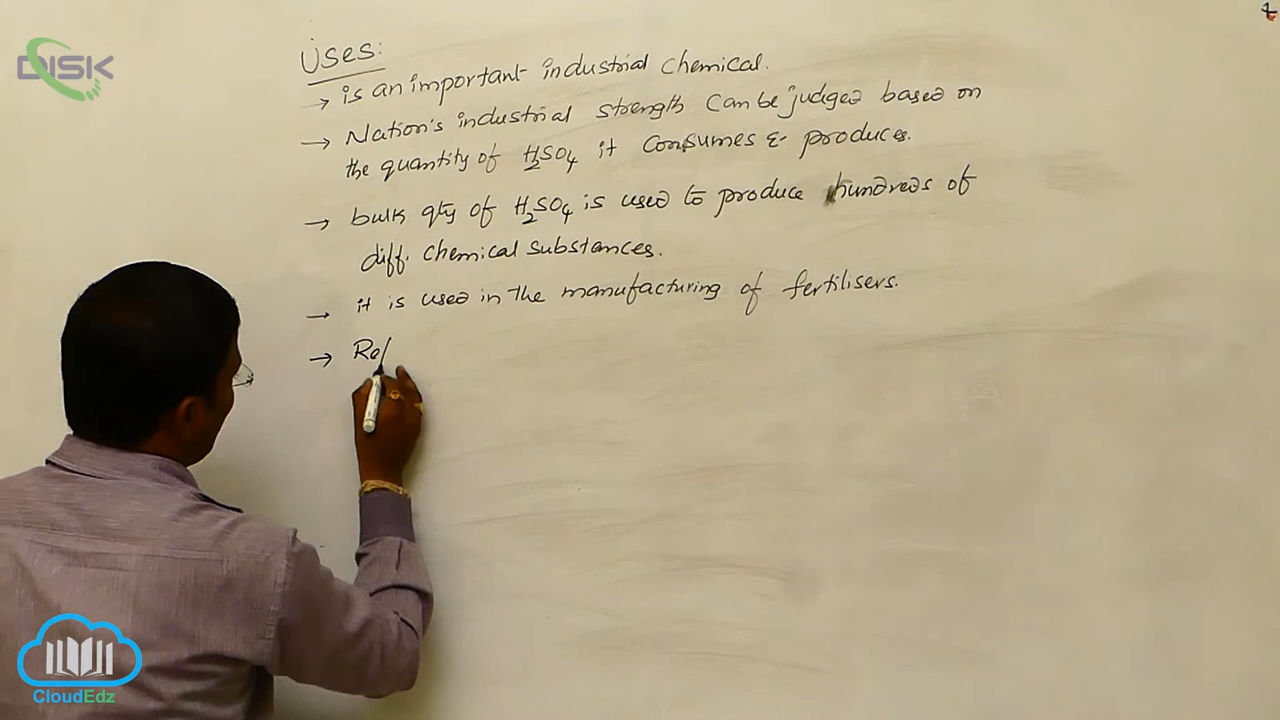 DISK
Uses:
→ is an important industrial chemical.
→ Nation's industrial strength can be judged based on
the quantity of H2SO4 it consumes & produces.
→ bulk qty of H2SO4 is used to produce hundreds of
diff. chemical substances.
→ it is used in the manufacturing of fertilisers.
→ Ref
CloudEdz